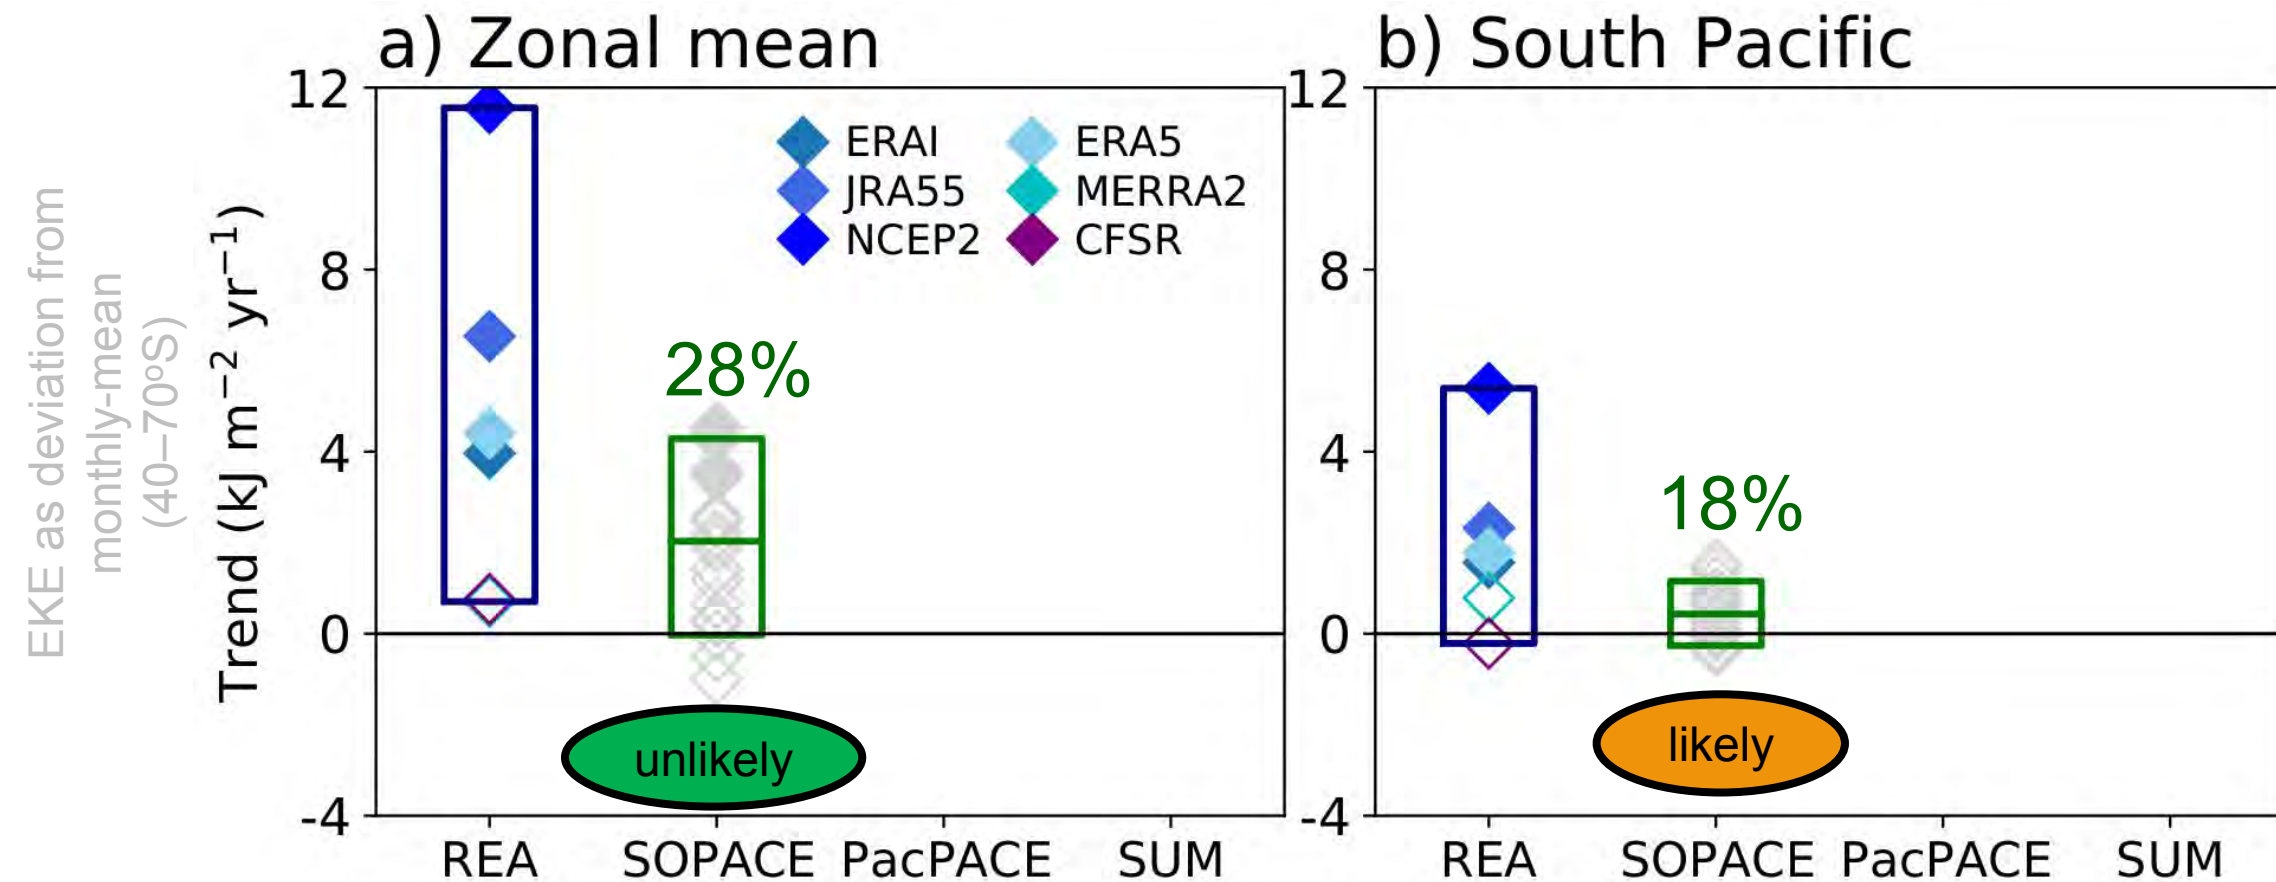 EKE as deviation from
monthly-mean
(40–70ºS)
Trend (kJ m⁻² yr⁻¹)
a) Zonal mean
12
8
4
0
-4
ERAI
JRA55
NCEP2
ERA5
MERRA2
CFSR
28%
unlikely
REA SOPACE PacPACE SUM
b) South Pacific
12
8
4
0
-4
18%
likely
REA SOPACE PacPACE SUM